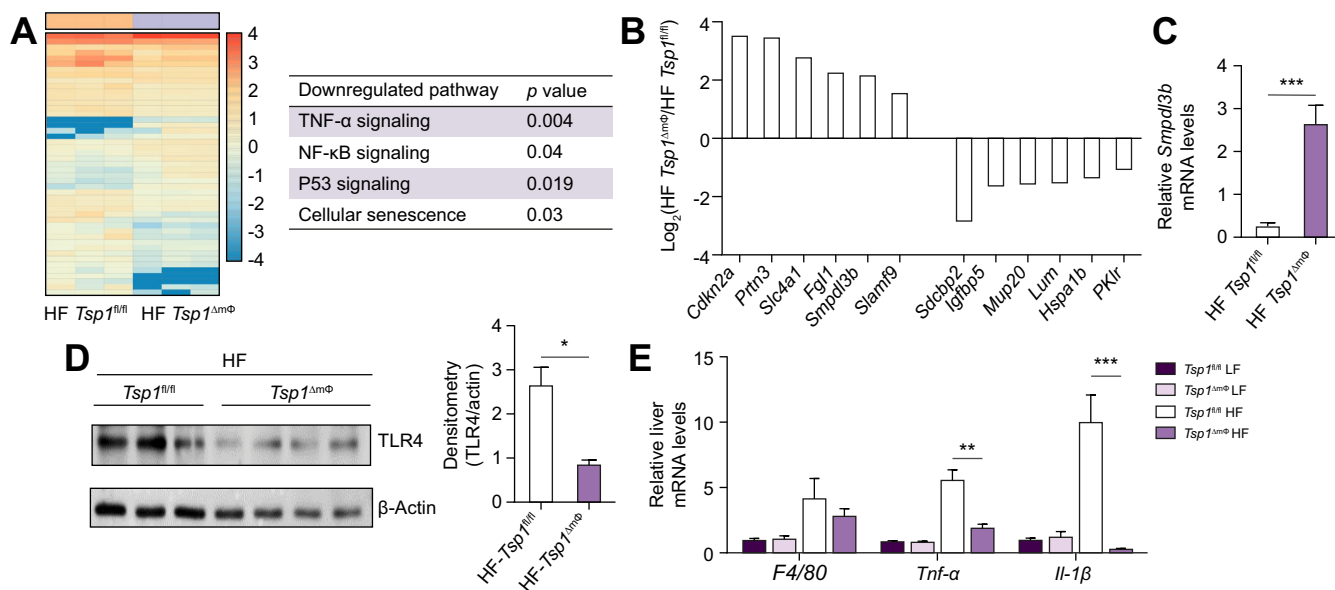 A
4
3
2
1
0
-1
-2
-3
-4
HF Tsp1fl/fl HF Tsp1ΔmΦ
Downregulated pathway p value
TNF-α signaling 0.004
NF-κB signaling 0.04
P53 signaling 0.019
Cellular senescence 0.03
B
Log2(HF Tsp1ΔmΦ/HF Tsp1fl/fl)
4
2
0
-2
-4
Cdkn2a
Prtn3
Slc4a1
Fgl1
Smpdl3b
Slamf9
Sdcbp2
Igfbp5
Mup20
Lum
Hspa1b
PKlr
C
Relative Smpdl3b
mRNA levels
4
3
2
1
0
***
HF Tsp1fl/fl
HF Tsp1ΔmΦ
D
HF
Tsp1fl/fl Tsp1ΔmΦ
TLR4
β-Actin
Densitometry
(TLR4/actin)
4
3
2
1
0
*
HF-Tsp1fl/fl
HF-Tsp1ΔmΦ
E
Relative liver
mRNA levels
15
10
5
0
**
***
F4/80 Tnf-α Il-1β
Tsp1fl/fl LF
Tsp1ΔmΦ LF
Tsp1fl/fl HF
Tsp1ΔmΦ HF